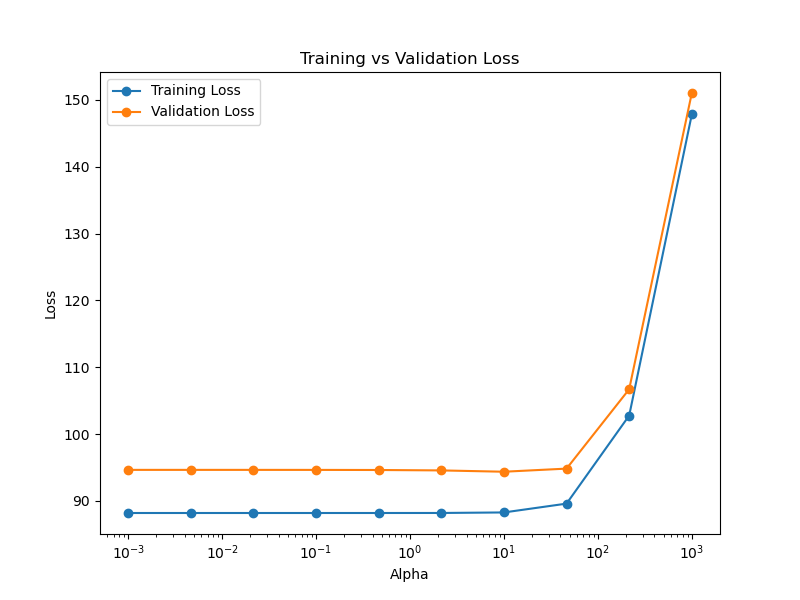 Training vs Validation Loss
Training Loss
Validation Loss
150
140
130
120
110
100
90
Loss
10⁻³ 10⁻² 10⁻¹ 10⁰ 10¹ 10² 10³
Alpha